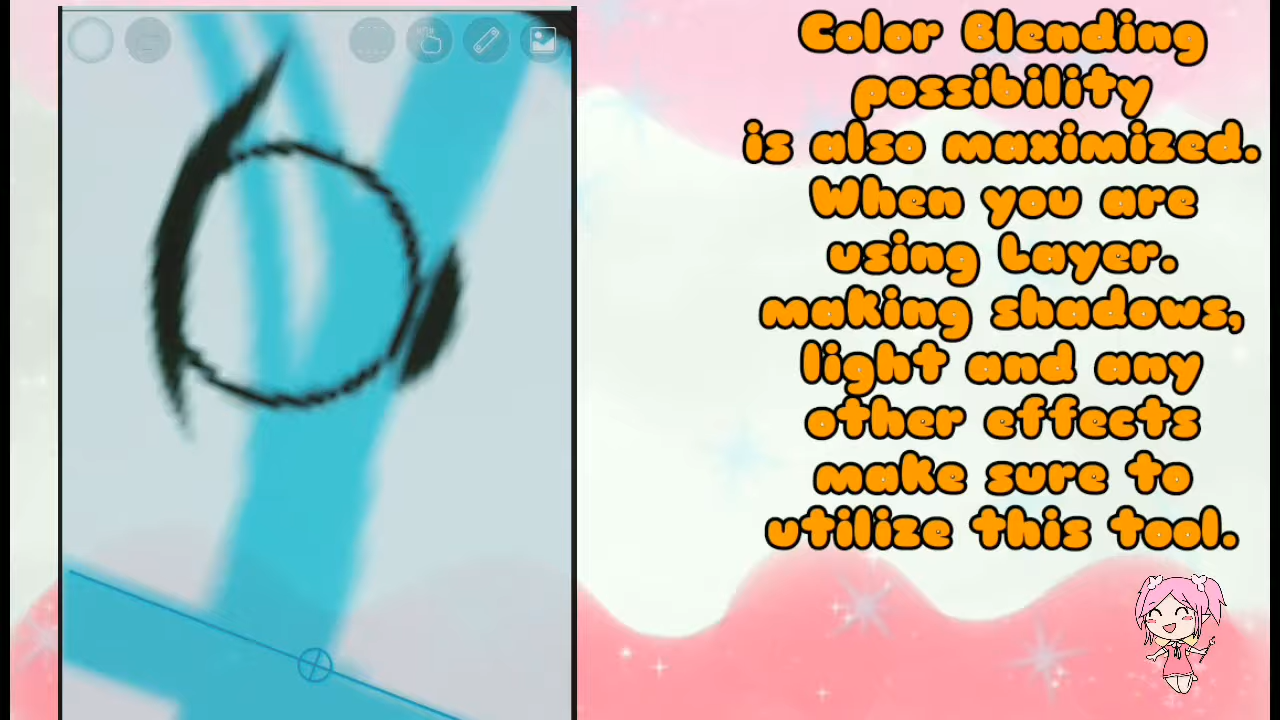 Color Blending
possibility
is also maximized.
When you are
using Layer.
making shadows,
light and any
other effects
make sure to
utilize this tool.